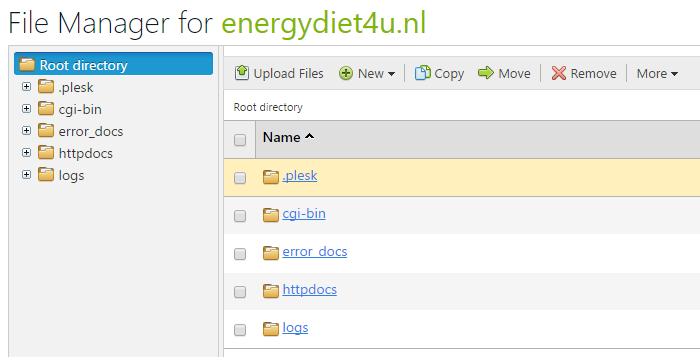 File Manager for energydiet4u.nl
Root directory
.plesk
cgi-bin
error_docs
httpdocs
logs
Upload Files New Copy Move Remove More
Root directory
Name
.plesk
cgi-bin
error_docs
httpdocs
logs